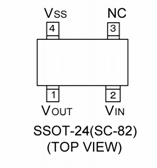 VSS NC
4 3
1 2
VOUT VIN
SSOT-24(SC-82)
(TOP VIEW)